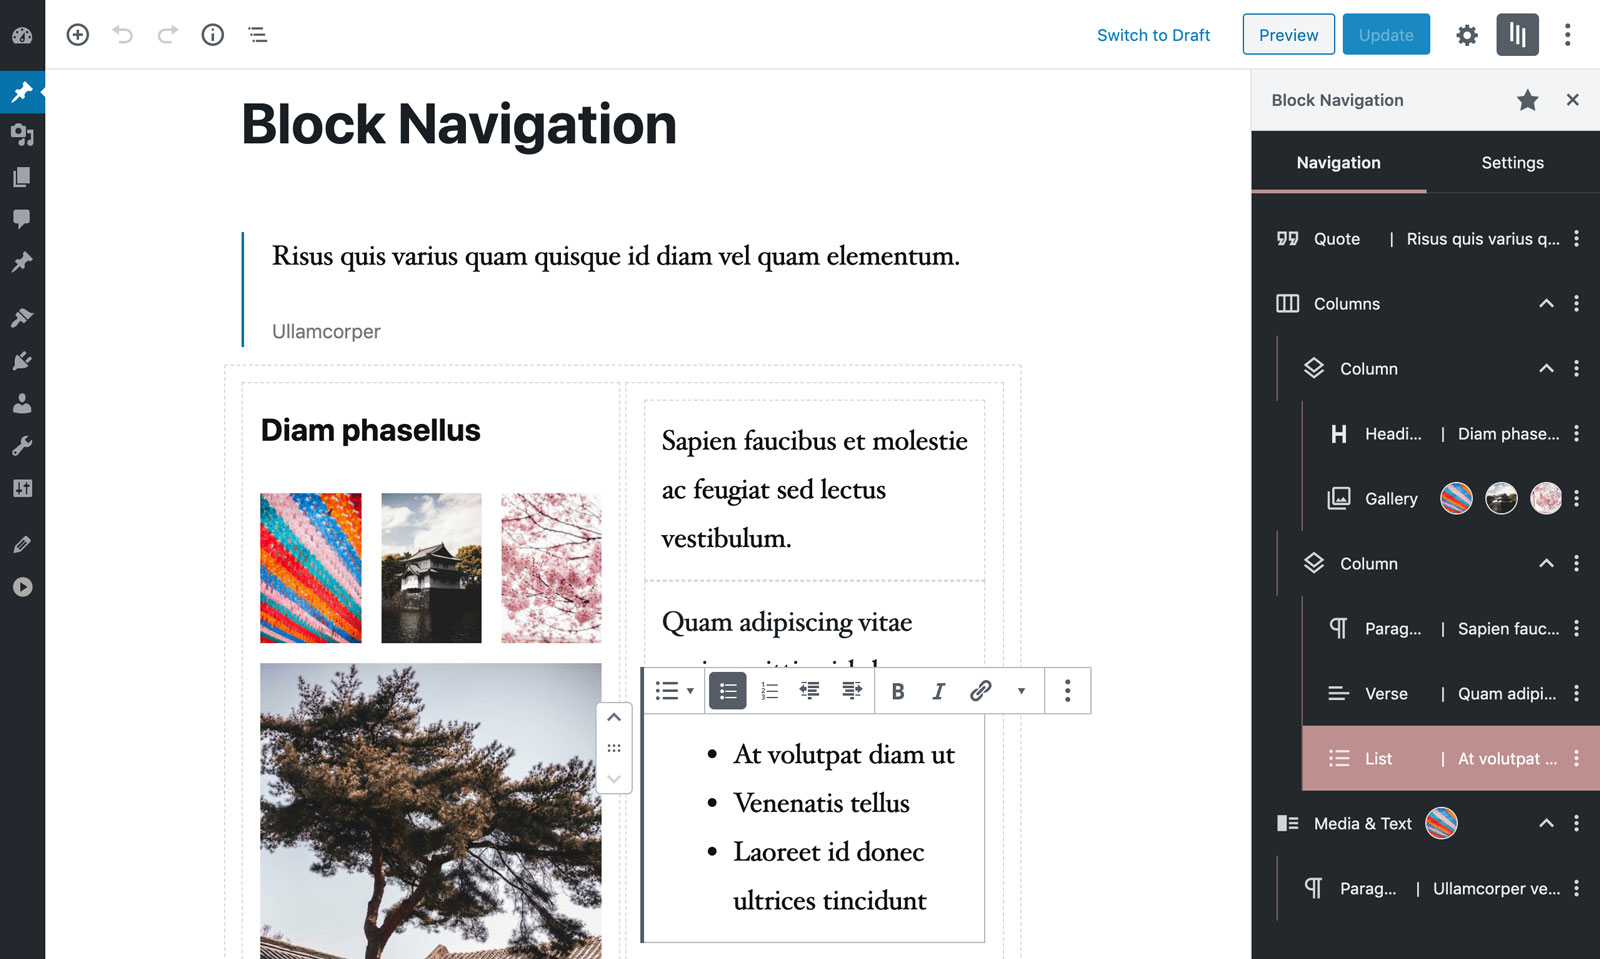 Switch to Draft
Preview
Update
Block Navigation
Risus quis varius quam quisque id diam vel quam elementum.
Ullamcorper
Diam phasellus
Sapien faucibus et molestie
ac feugiat sed lectus
vestibulum.
Quam adipiscing vitae
B I
At volutpat diam ut
Venenatis tellus
Laoreet id donec
ultrices tincidunt
Block Navigation
Navigation Settings
Quote | Risus quis varius q...
Columns
Column
H Headi... | Diam phase...
Gallery
Column
Parag... | Sapien fauc...
Verse | Quam adipi...
List | At volutpat ...
Media & Text
Parag... | Ullamcorper ve...